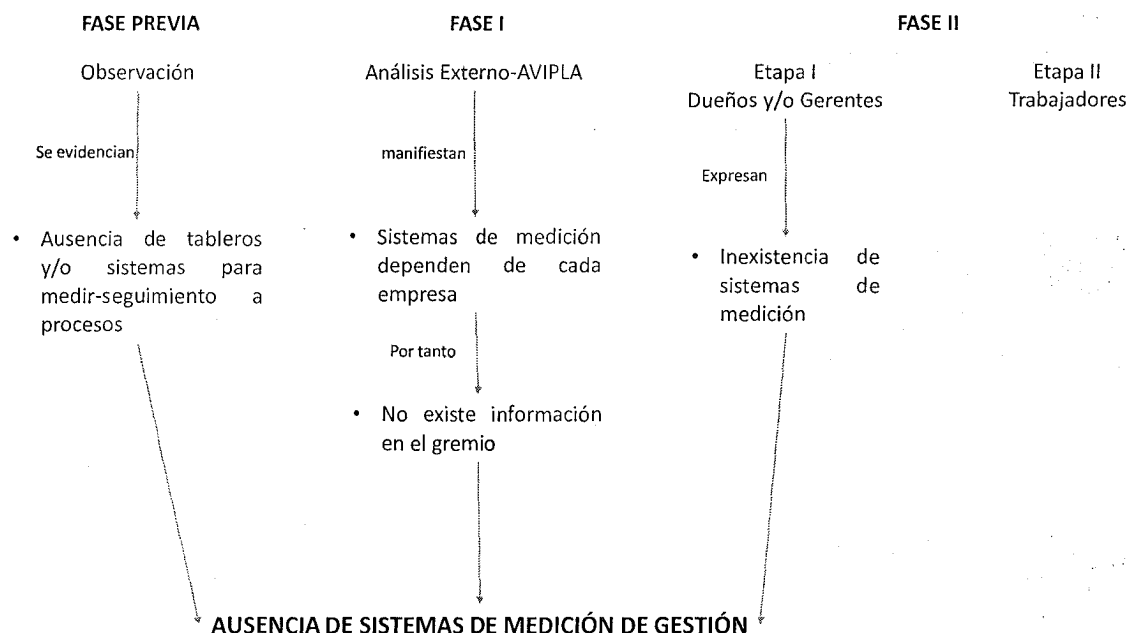 FASE PREVIA
FASE I
FASE II
Observación
Análisis Externo-AVIPLA
Etapa I
Dueños y/o Gerentes
Etapa II
Trabajadores
Se evidencian
manifiestan
Expresan
• Ausencia de tableros
y/o sistemas para
medir-seguimiento a
procesos
• Sistemas de medición
dependen de cada
empresa
• Inexistencia de
sistemas de
medición
Por tanto
• No existe información
en el gremio
AUSENCIA DE SISTEMAS DE MEDICIÓN DE GESTIÓN